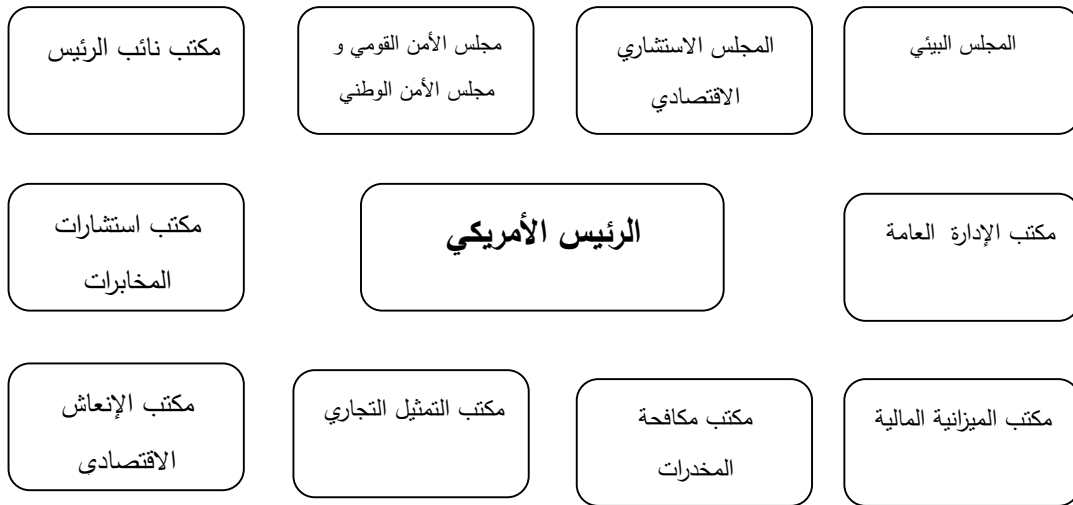 المجلس البيئي
المجلس الاستشاري
الاقتصادي
مجلس الأمن القومي و
مجلس الأمن الوطني
مكتب نائب الرئيس
مكتب الإدارة العامة
الرئيس الأمريكي
مكتب استشارات
المخابرات
مكتب الميزانية المالية
مكتب مكافحة
المخدرات
مكتب التمثيل التجاري
مكتب الإنعاش
الاقتصادي